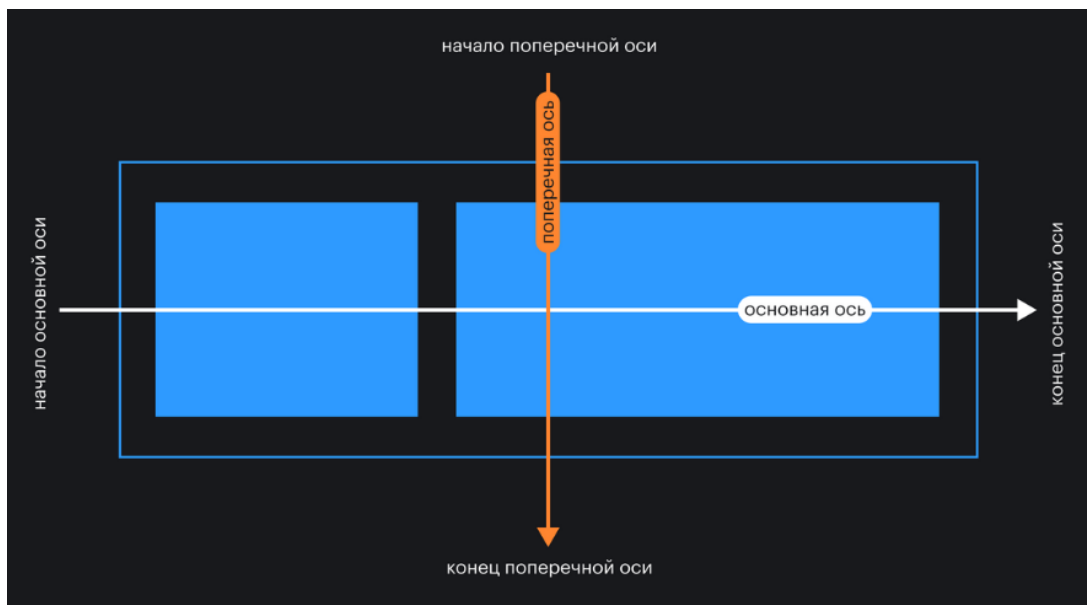 начало поперечной оси
поперечная ось
начало основной оси
основная ось
конец основной оси
конец поперечной оси